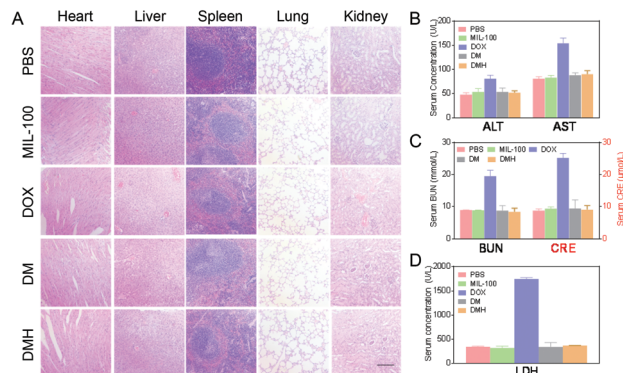 A
Heart Liver Spleen Lung Kidney
PBS
MIL-100
DOX
DM
DMH
B
Serum Concentration (U/L)
200
150
100
50
0
PBS
MIL-100
DOX
DM
DMH
ALT AST
C
Serum BUN (mmol/L)
30
20
10
0
PBS MIL-100 DOX
DM DMH
30
20
10
0
Serum CRE (umol/L)
BUN CRE
D
Serum concentration (U/L)
2000
1500
1000
500
0
PBS
MIL-100
DOX
DM
DMH
LDH